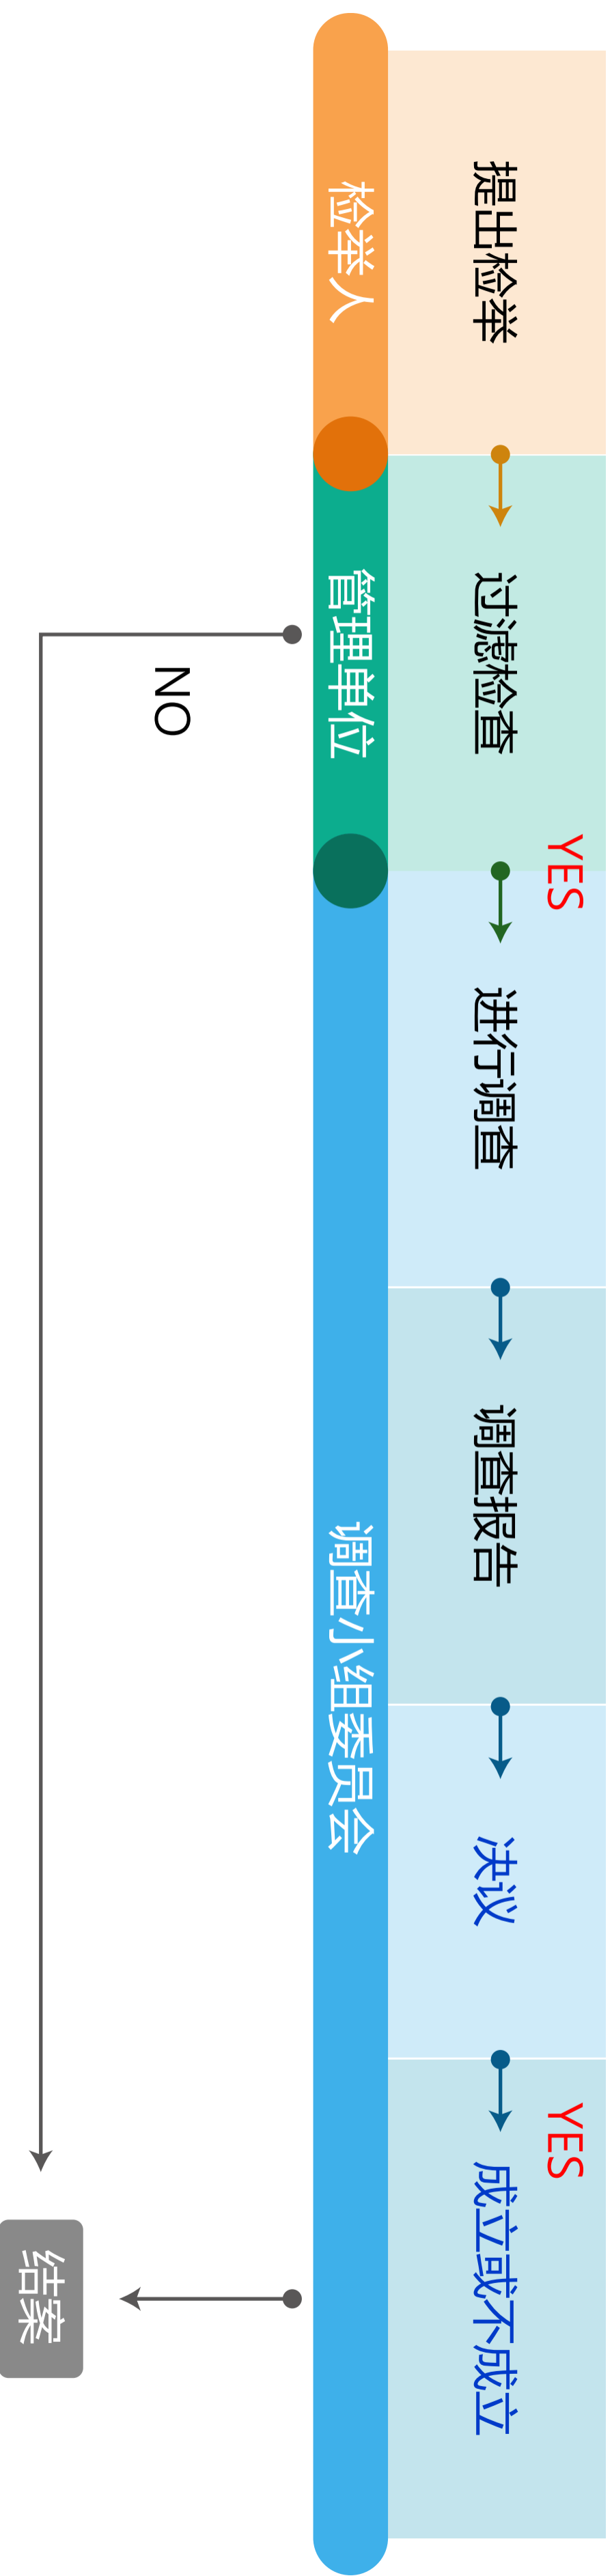 提出检举
过滤检查
YES
进行调查
调查报告
决议
YES
成立或不成立
检举人
管理单位
调查小组委员会
NO
结案